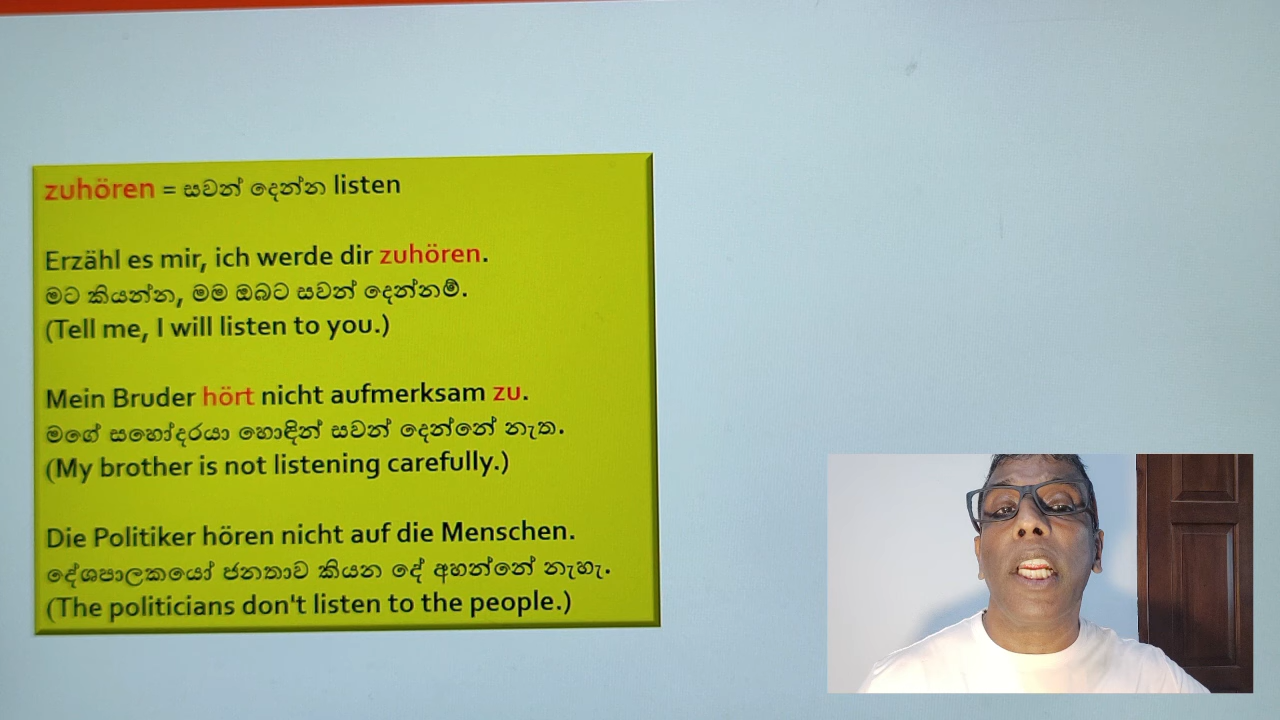 zuhören = සවන් දෙන්න listen
Erzähl es mir, ich werde dir zuhören.
මට කියන්න, මම ඔබට සවන් දෙන්නම්.
(Tell me, I will listen to you.)
Mein Bruder hört nicht aufmerksam zu.
මගේ සහෝදරයා හොඳින් සවන් දෙන්නේ නැත.
(My brother is not listening carefully.)
Die Politiker hören nicht auf die Menschen.
දේශපාලකයෝ ජනතාව කියන දේ අහන්නේ නැහැ.
(The politicians don't listen to the people.)